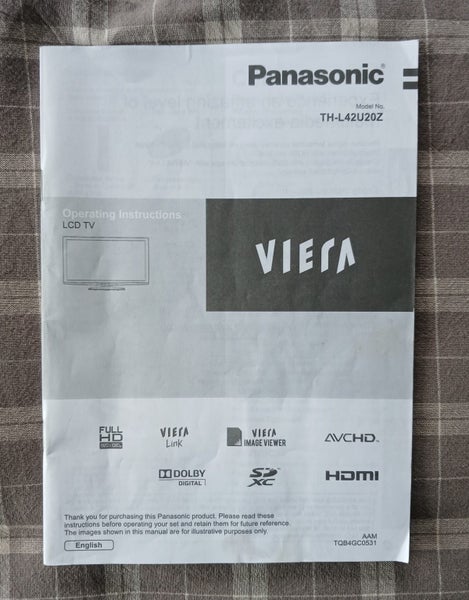 Panasonic®
Model No.
TH-L42U20Z
Operating Instructions
LCD TV
VIErA
FULL
HD
VIErA
Link
VIErA
IMAGE VIEWER
AVCHD™
DOLBY
DIGITAL
SD
XC
HDMI
Thank you for purchasing this Panasonic product. Please read these
instructions before operating your set and retain them for future reference.
The images shown in this manual are for illustrative purposes only.
English
AAM
TQB4GC0531